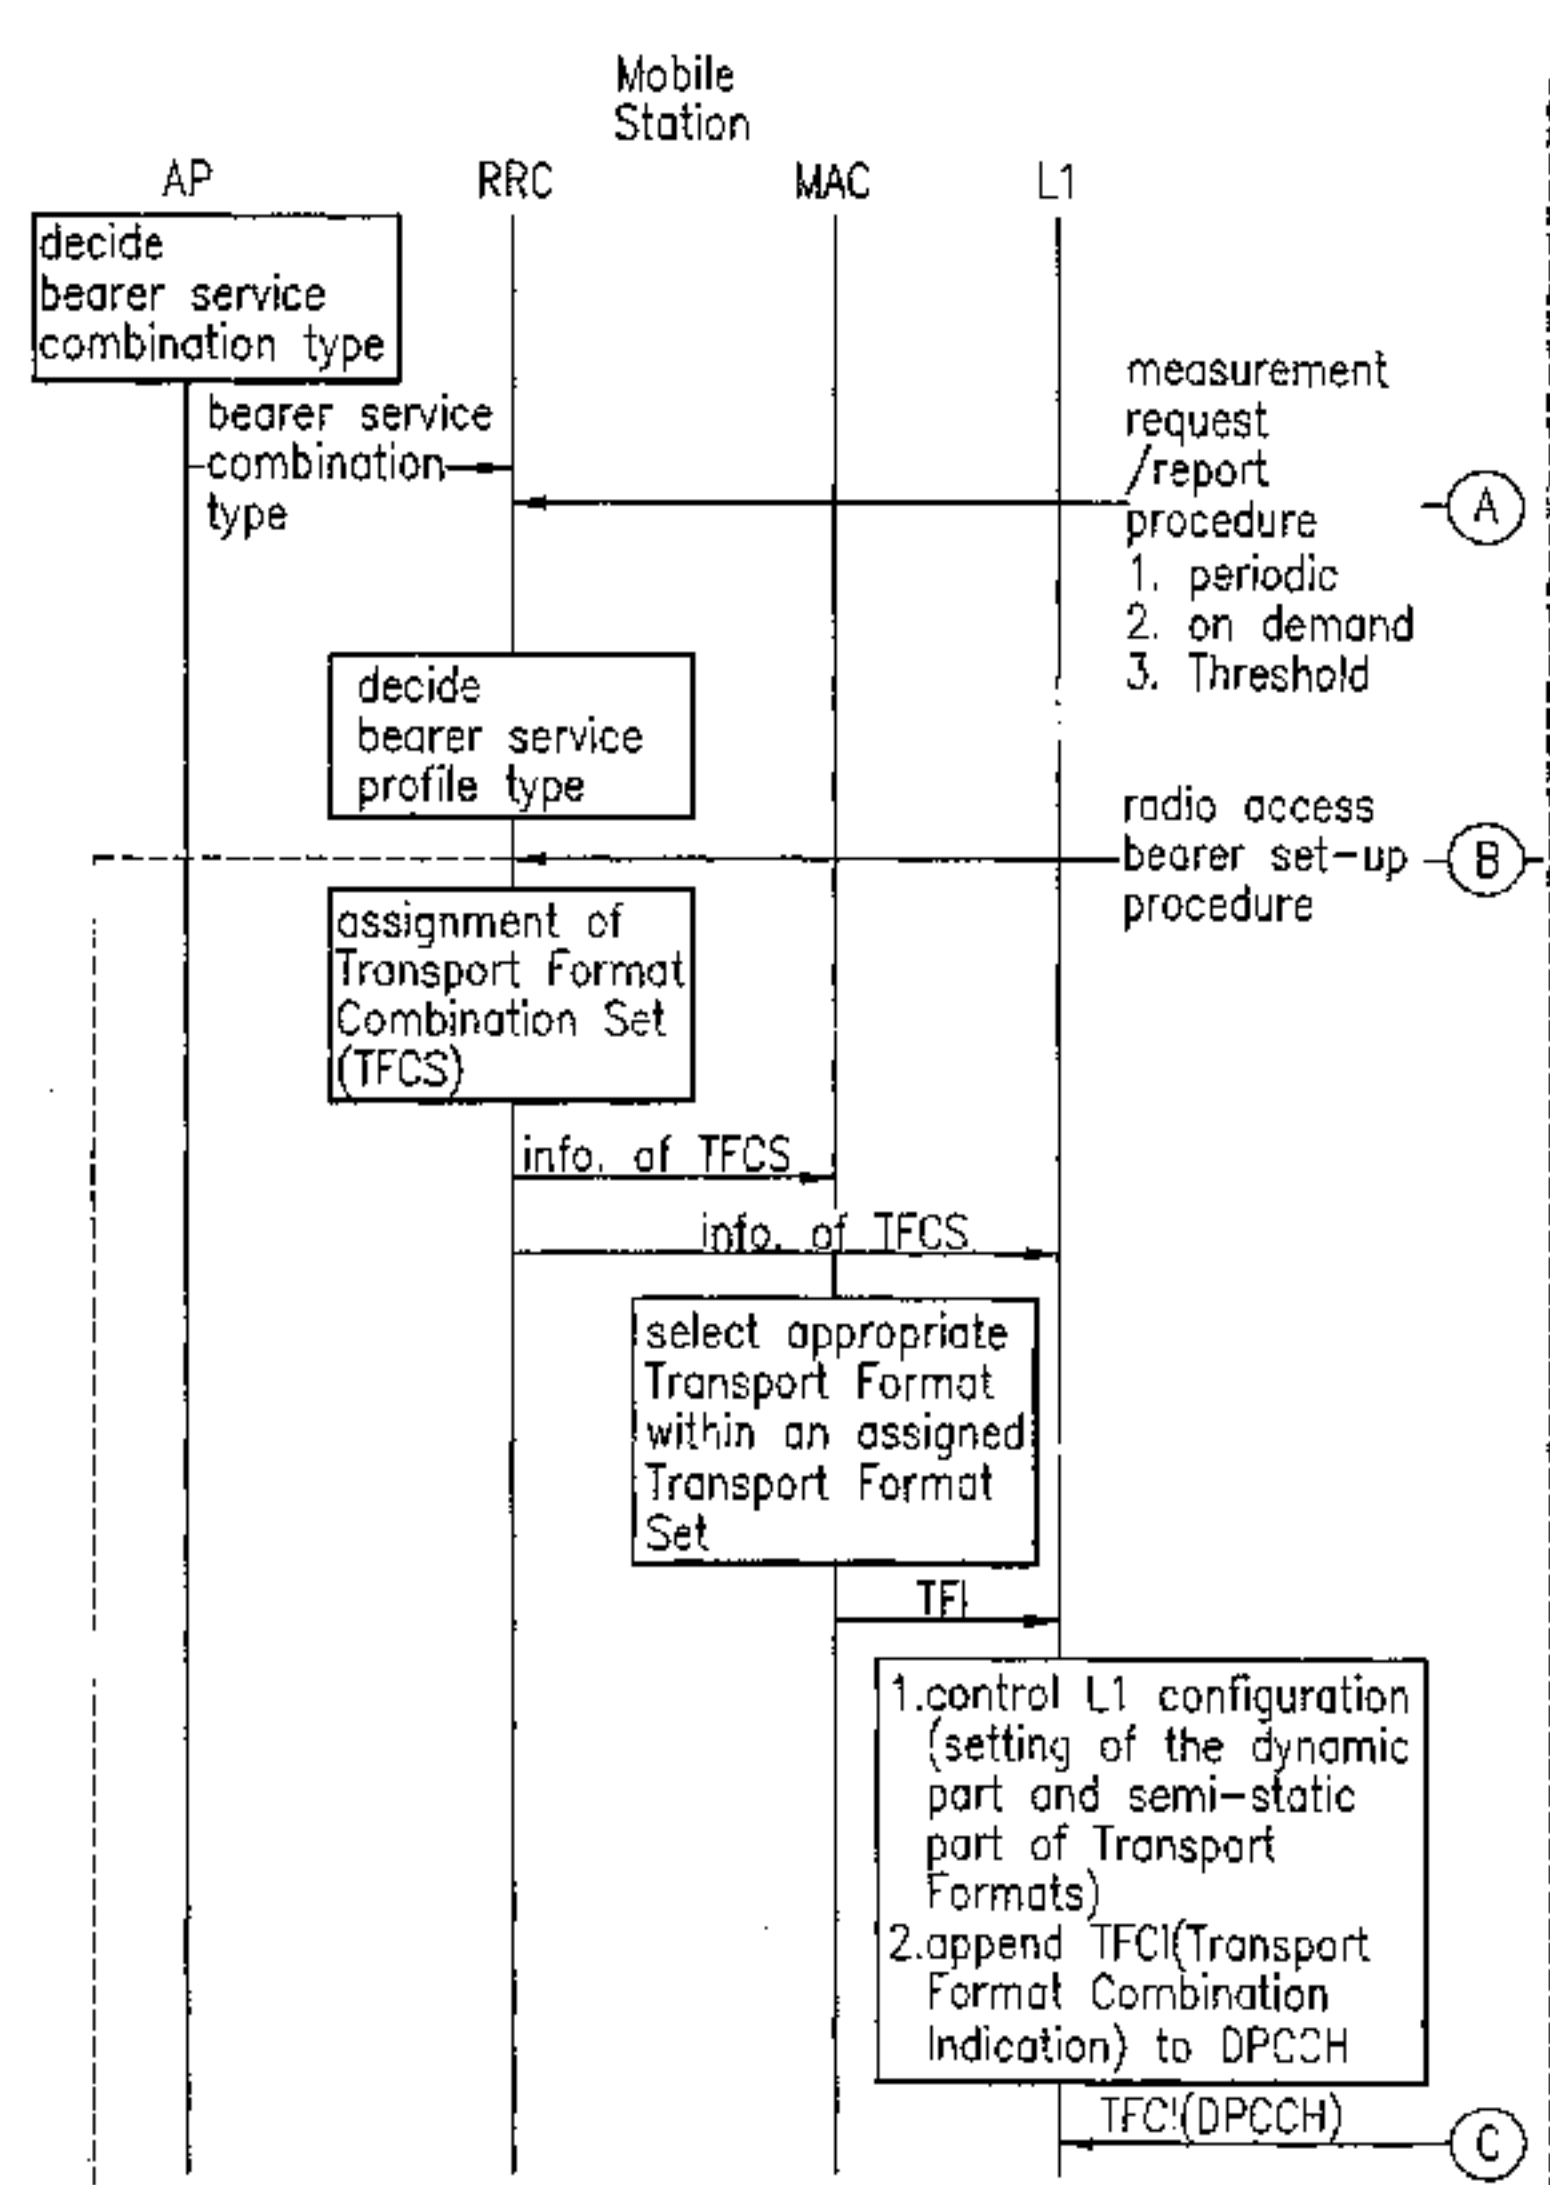 Mobile
Station
AP
RRC
MAC
L1
decide
bearer service
combination type
bearer service
combination
type
measurement
request
/report
procedure
1. periodic
2. on demand
3. Threshold
A
decide
bearer service
profile type
radio access
bearer set-up
procedure
B
assignment of
Transport Format
Combination Set
(TFCS)
info. of TFCS
info. of TFCS
select appropriate
Transport Format
within an assigned
Transport Format
Set
TFI
1.control L1 configuration
(setting of the dynamic
part and semi-static
part of Transport
Formats)
2.append TFCI(Transport
Format Combination
Indication) to DPCCH
TFCI(DPCCH)
C